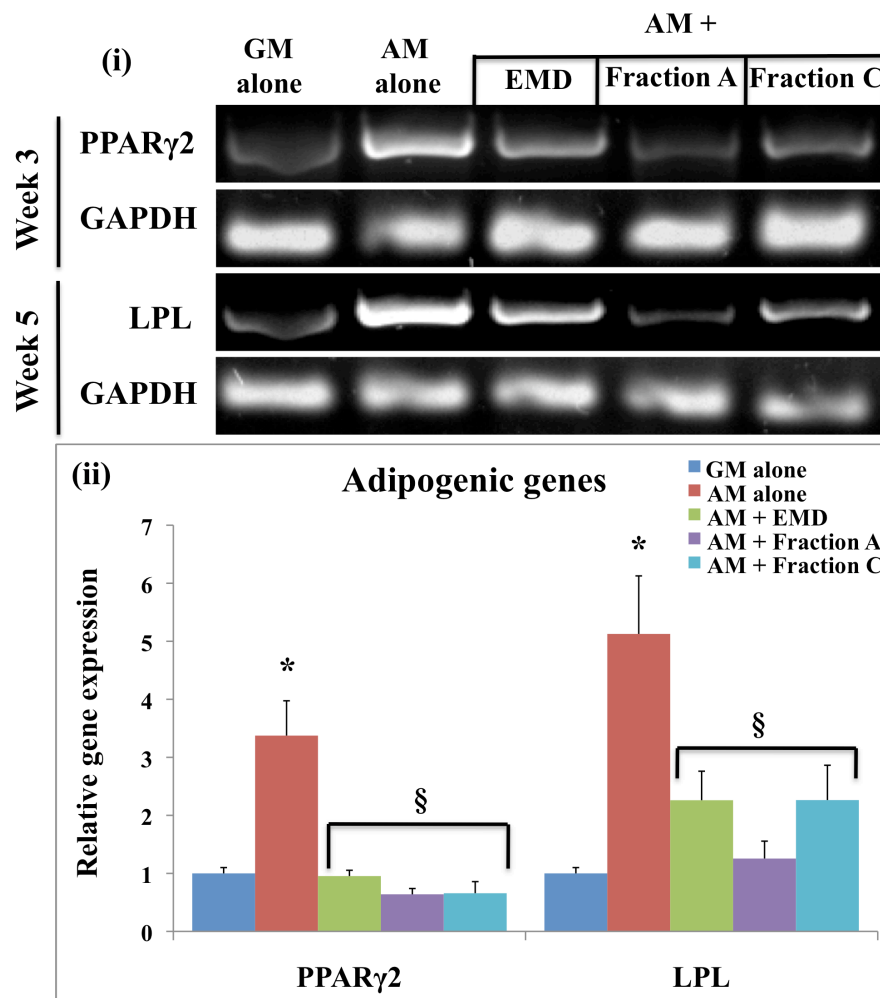 (i)
GM alone
AM alone
AM +
EMD
Fraction A
Fraction C
Week 3
PPARγ2
GAPDH
Week 5
LPL
GAPDH
(ii)
Adipogenic genes
GM alone
AM alone
AM + EMD
AM + Fraction A
AM + Fraction C
Relative gene expression
7
6
5
4
3
2
1
0
*
§
*
§
PPARγ2
LPL